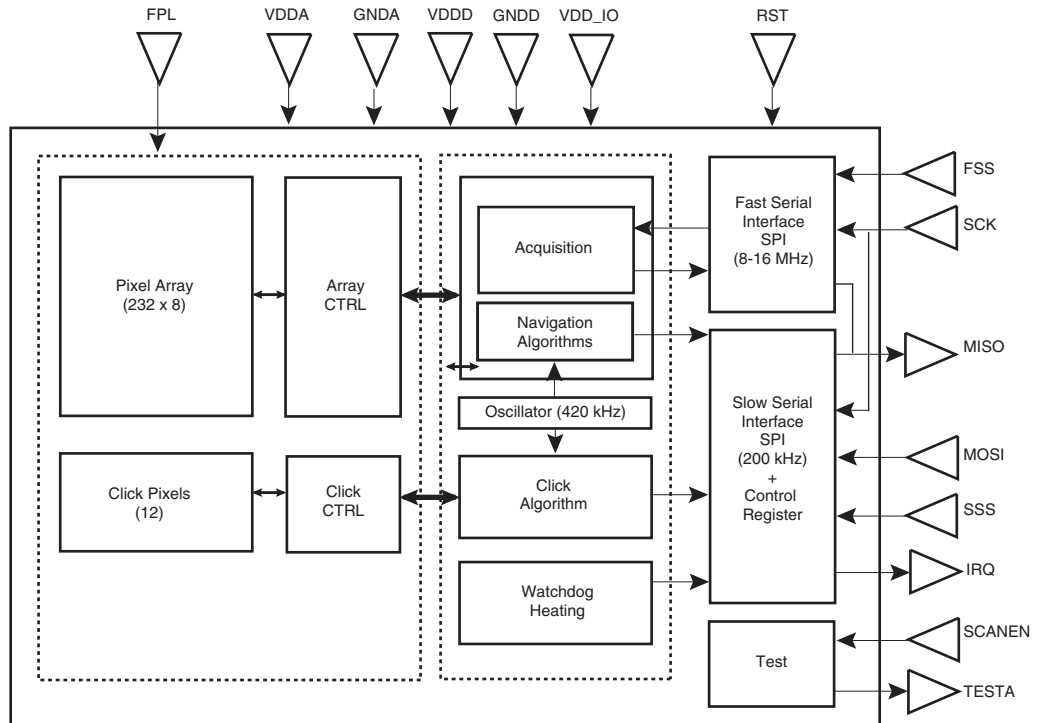 FPL
VDDA
GNDA
VDDD
GNDD
VDD_IO
RST
Pixel Array
(232 x 8)
Array
CTRL
Acquisition
Navigation
Algorithms
Fast Serial
Interface
SPI
(8-16 MHz)
FSS
SCK
MISO
Oscillator (420 kHz)
Slow Serial
Interface
SPI
(200 kHz)
+
Control
Register
MOSI
SSS
IRQ
Click Pixels
(12)
Click
CTRL
Click
Algorithm
Watchdog
Heating
Test
SCANEN
TESTA